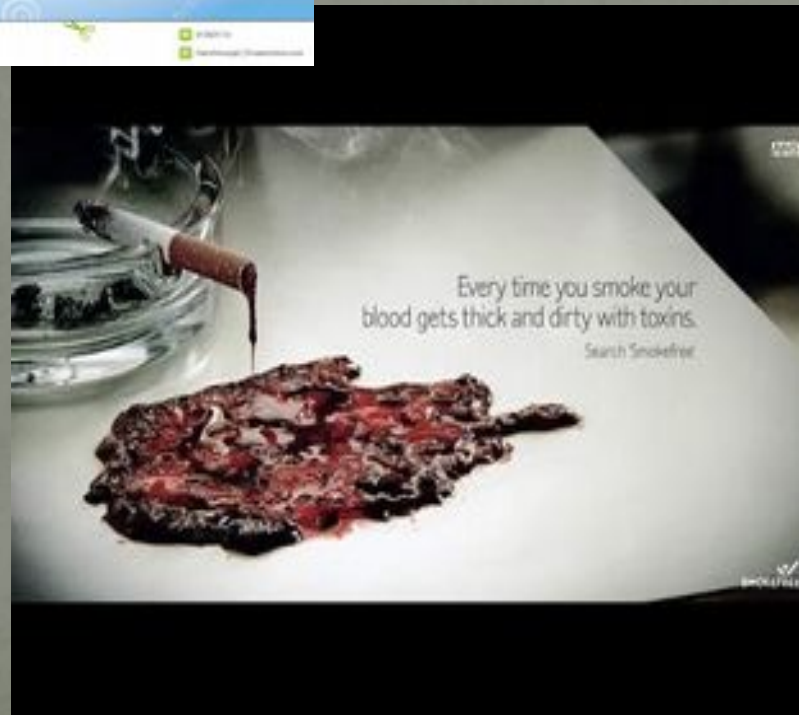 Every time you smoke your
blood gets thick and dirty with toxins.
Search 'Smokefree'